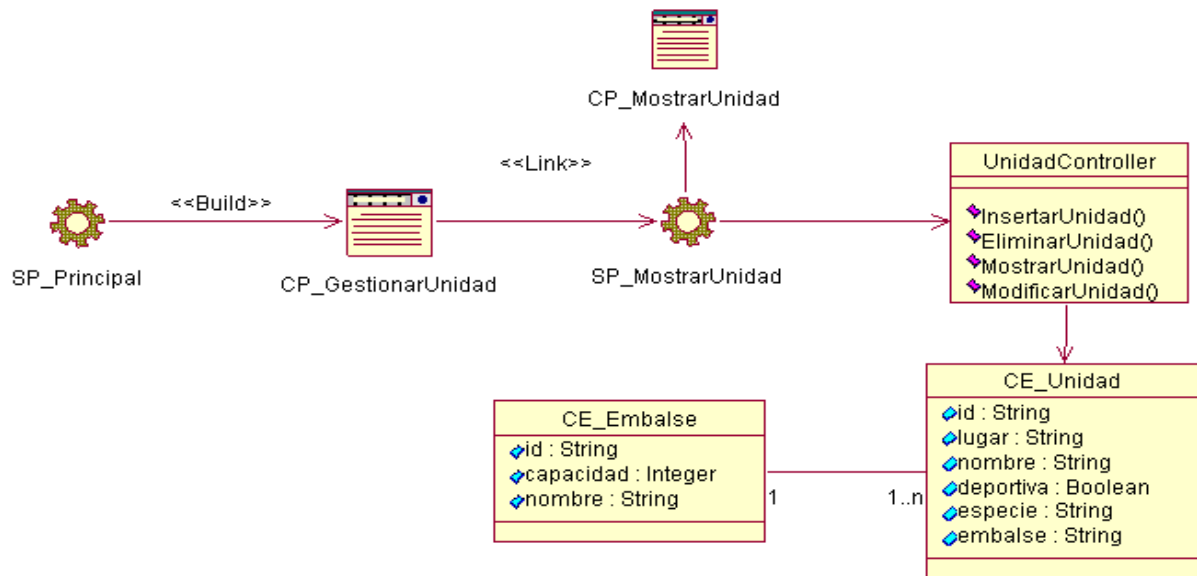 CP_MostrarUnidad
<<Link>>
<<Build>>
SP_Principal
CP_GestionarUnidad
SP_MostrarUnidad
UnidadController
InsertarUnidad()
EliminarUnidad()
MostrarUnidad()
ModificarUnidad()
CE_Embalse
id : String
capacidad : Integer
nombre : String
1
1..n
CE_Unidad
id : String
lugar : String
nombre : String
deportiva : Boolean
especie : String
embalse : String